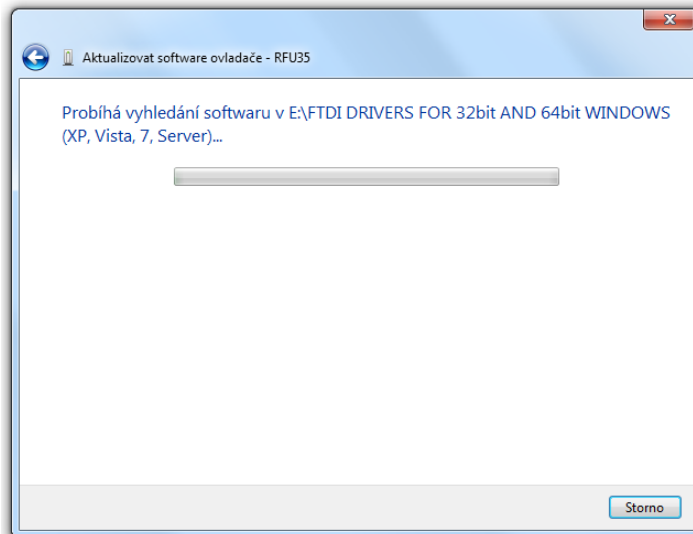 Aktualizovat software ovladače - RFU35
Probíhá vyhledání softwaru v E:\FTDI DRIVERS FOR 32bit AND 64bit WINDOWS
(XP, Vista, 7, Server)...
Storno